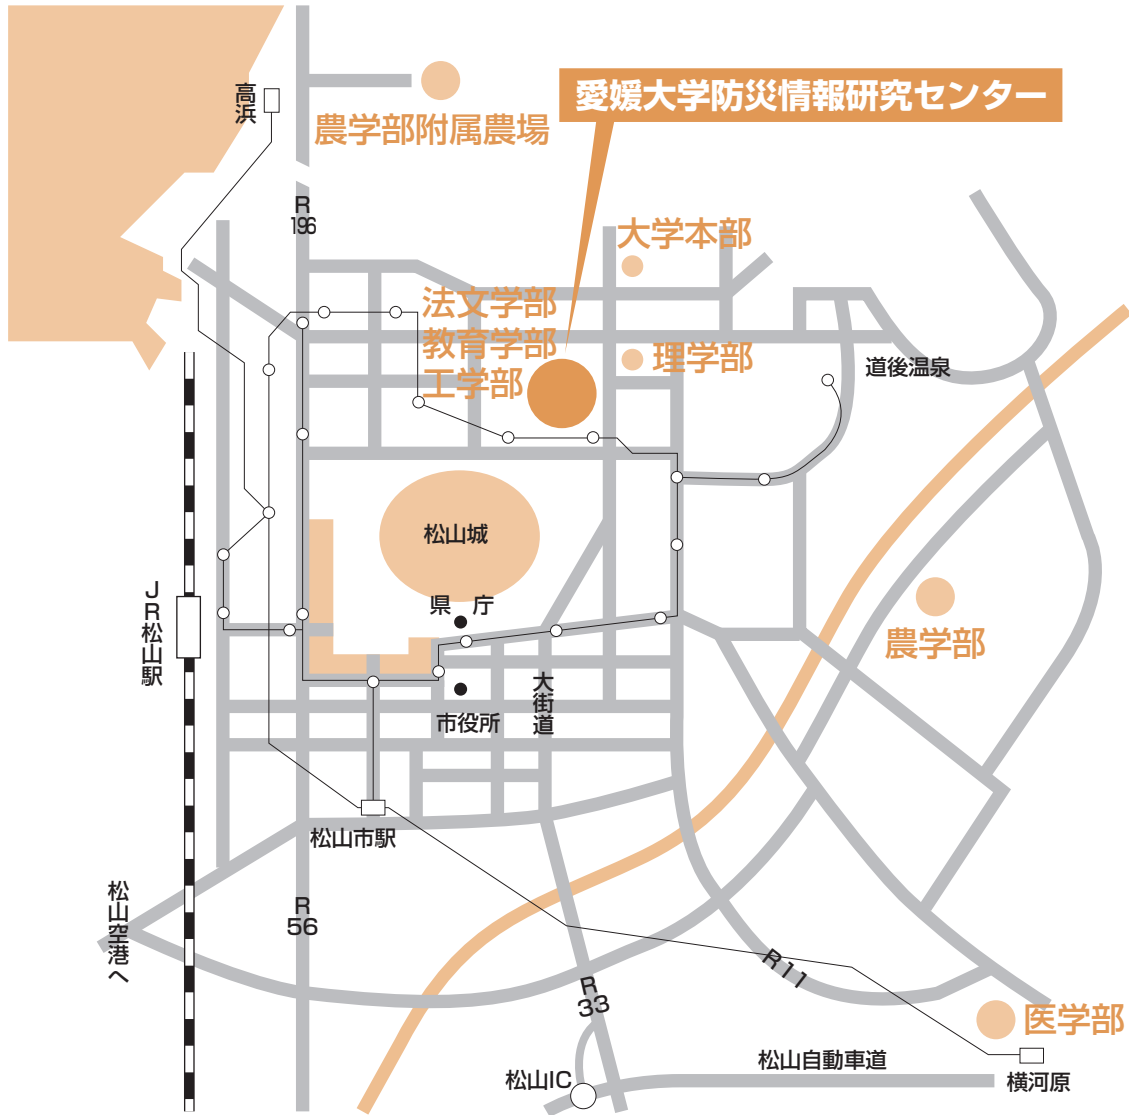 高浜
愛媛大学防災情報研究センター
農学部附属農場
R
196
大学本部
法文学部
教育学部
工学部
理学部
道後温泉
松山城
県 庁
JR松山駅
農学部
大街道
市役所
松山市駅
松山空港へ
R
56
R11
R
33
医学部
松山自動車道
松山IC
横河原